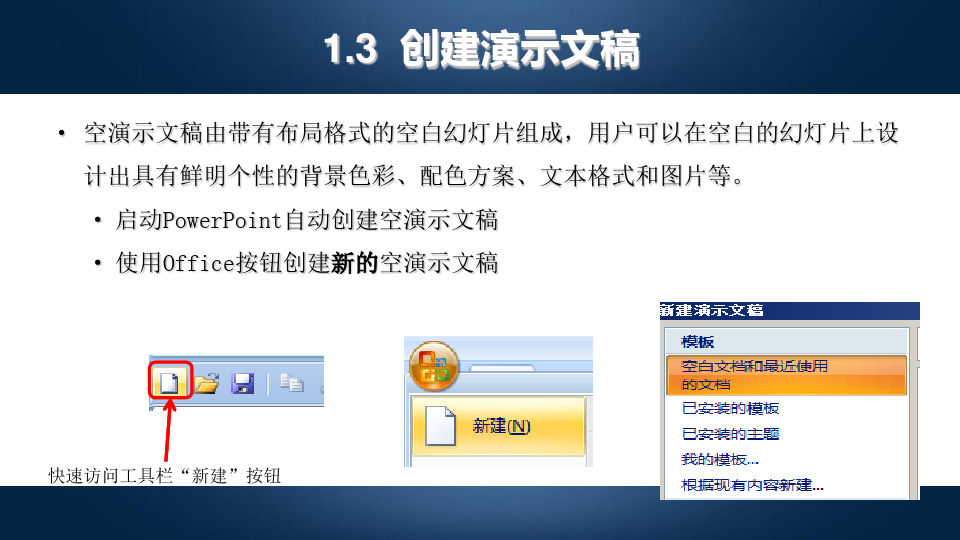 1.3 创建演示文稿
• 空演示文稿由带有布局格式的空白幻灯片组成，用户可以在空白的幻灯片上设
计出具有鲜明个性的背景色彩、配色方案、文本格式和图片等。
• 启动PowerPoint自动创建空演示文稿
• 使用Office按钮创建新的空演示文稿
快速访问工具栏“新建”按钮
新建(N)
新建演示文稿
模板
空白文档和最近使用
的文档
已安装的模板
已安装的主题
我的模板...
根据现有内容新建...